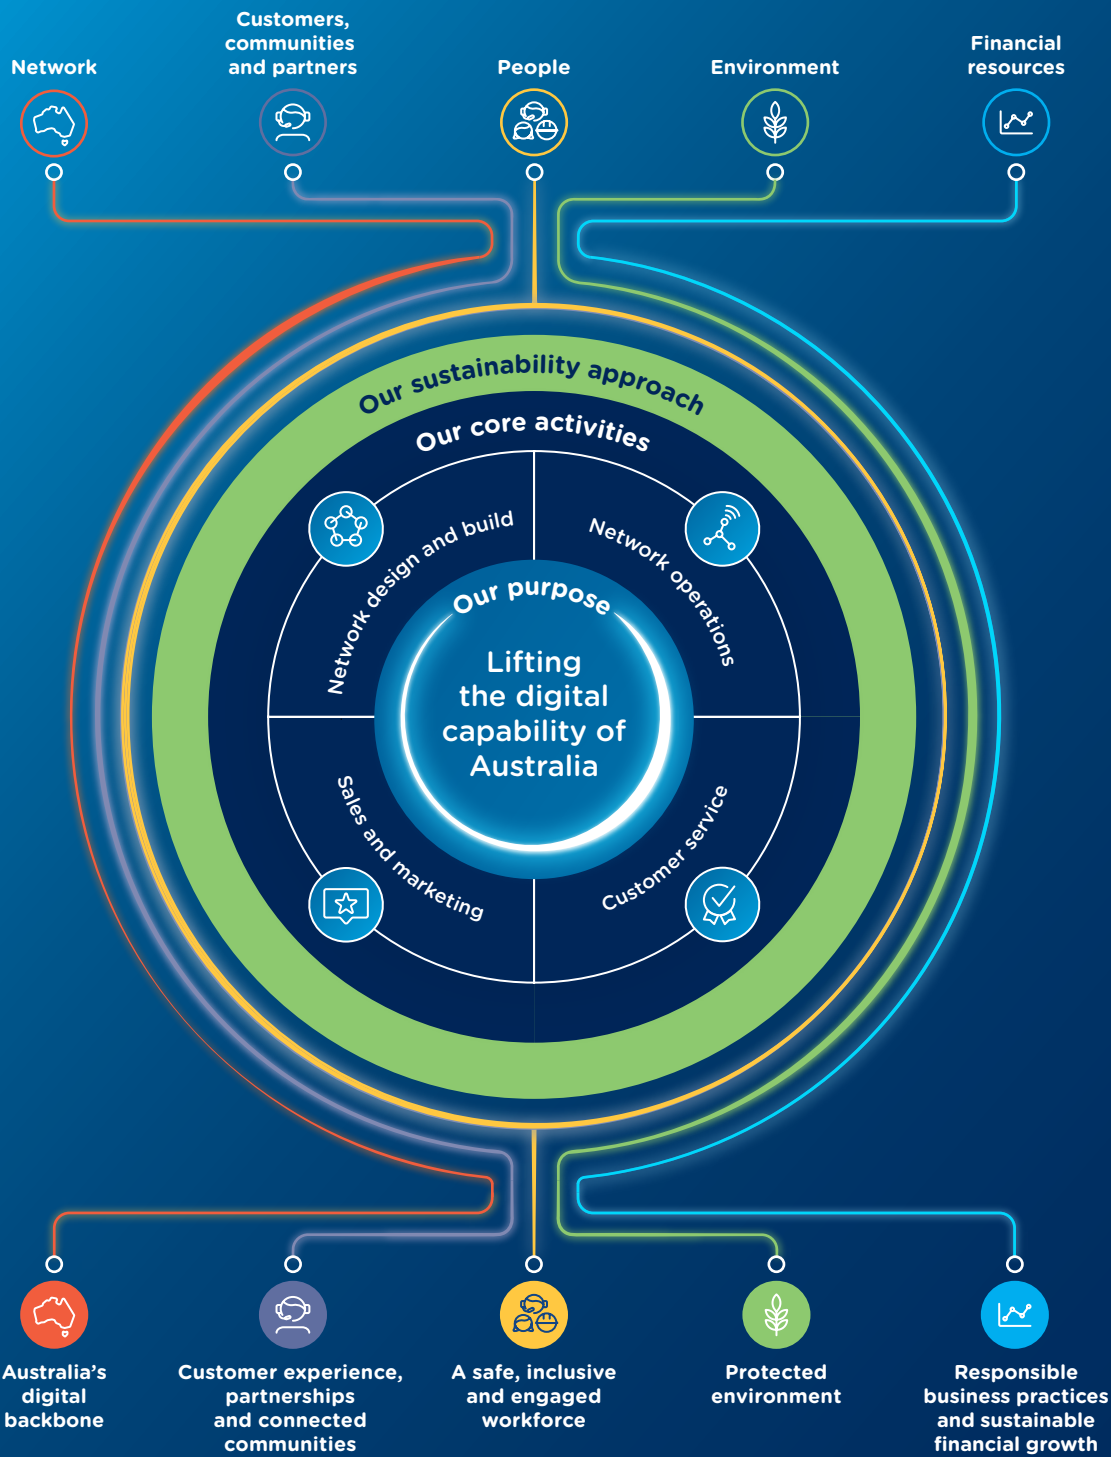 Network
Customers,
communities
and partners
People
Environment
Financial
resources
Our sustainability approach
Our core activities
Network design and build
Network operations
Our purpose
Lifting
the digital
capability of
Australia
Sales and marketing
Customer service
Australia’s
digital
backbone
Customer experience,
partnerships
and connected
communities
A safe, inclusive
and engaged
workforce
Protected
environment
Responsible
business practices
and sustainable
financial growth